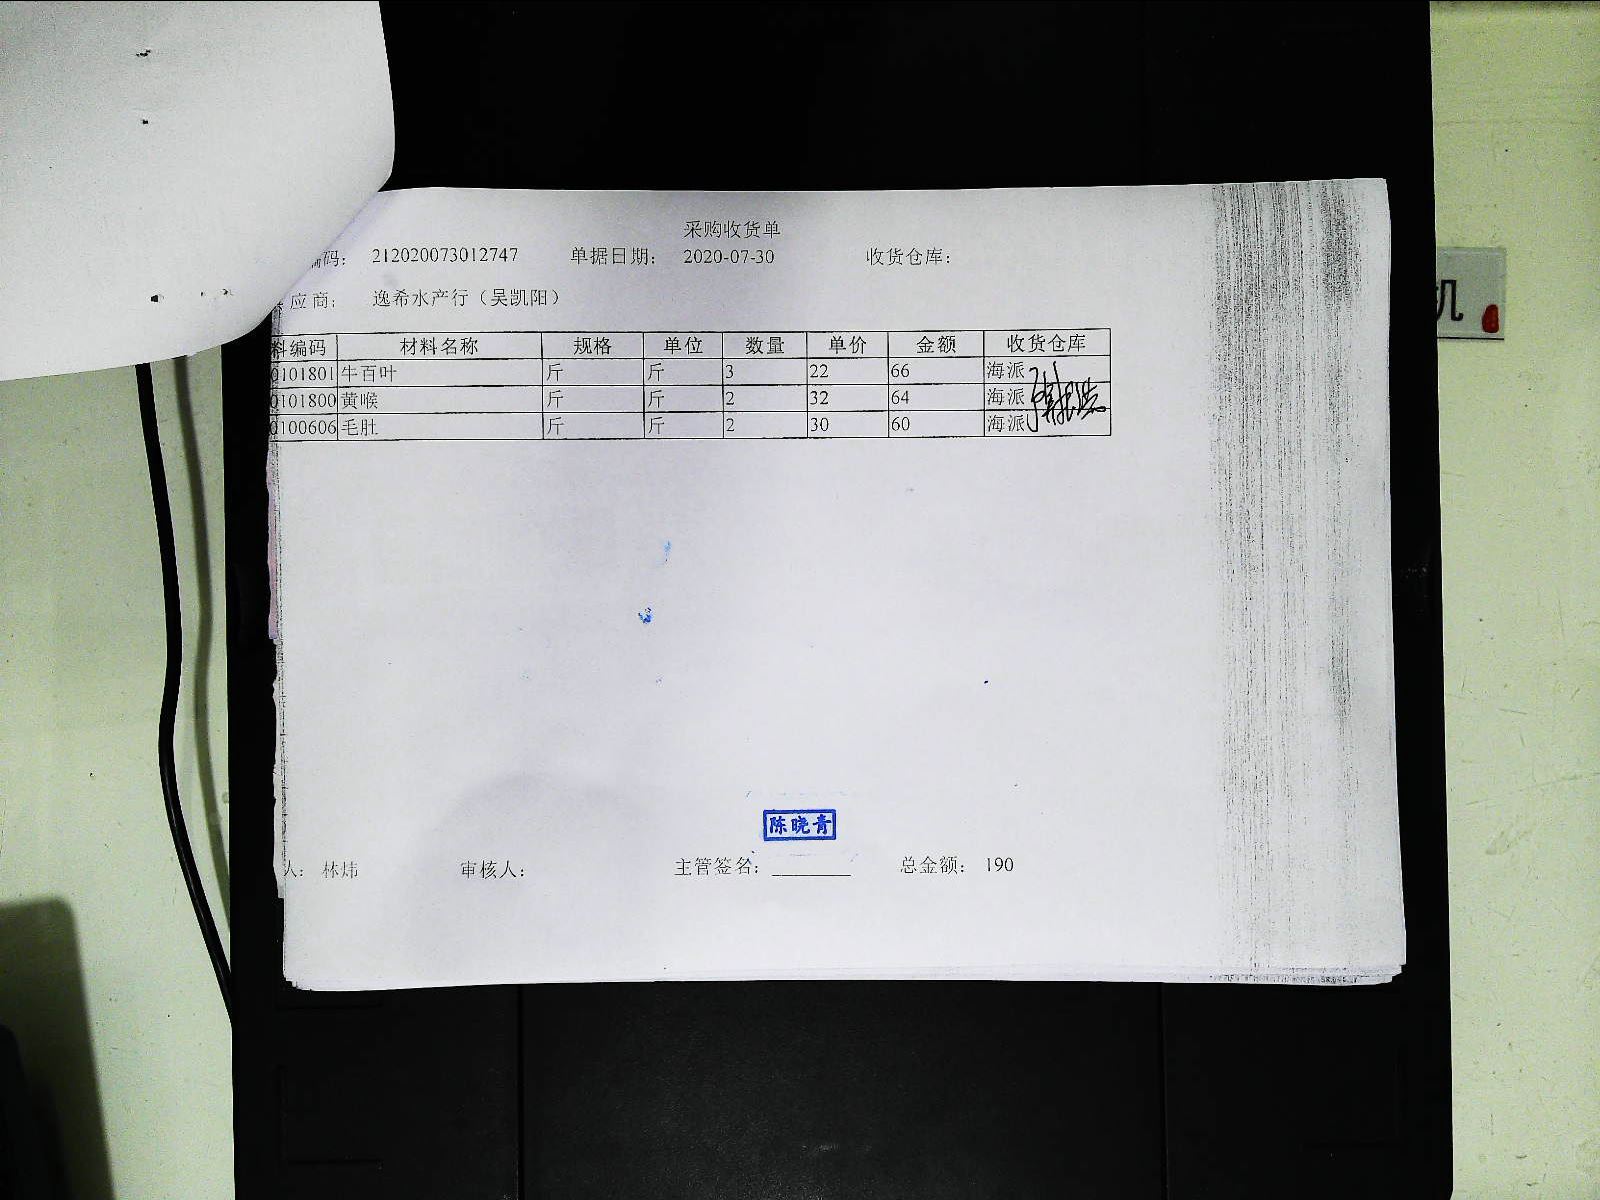 采购收货单
编码： 212020073012747 单据日期： 2020-07-30 收货仓库：
应商： 逸希水产行（吴凯阳）
料编码 材料名称 规格 单位 数量 单价 金额 收货仓库
0101801 牛百叶 斤 斤 3 22 66 海派
0101800 黄喉 斤 斤 2 32 64 海派
0100606 毛肚 斤 斤 2 30 60 海派
陈晓青
人： 林炜 审核人： 主管签名： 总金额： 190
机